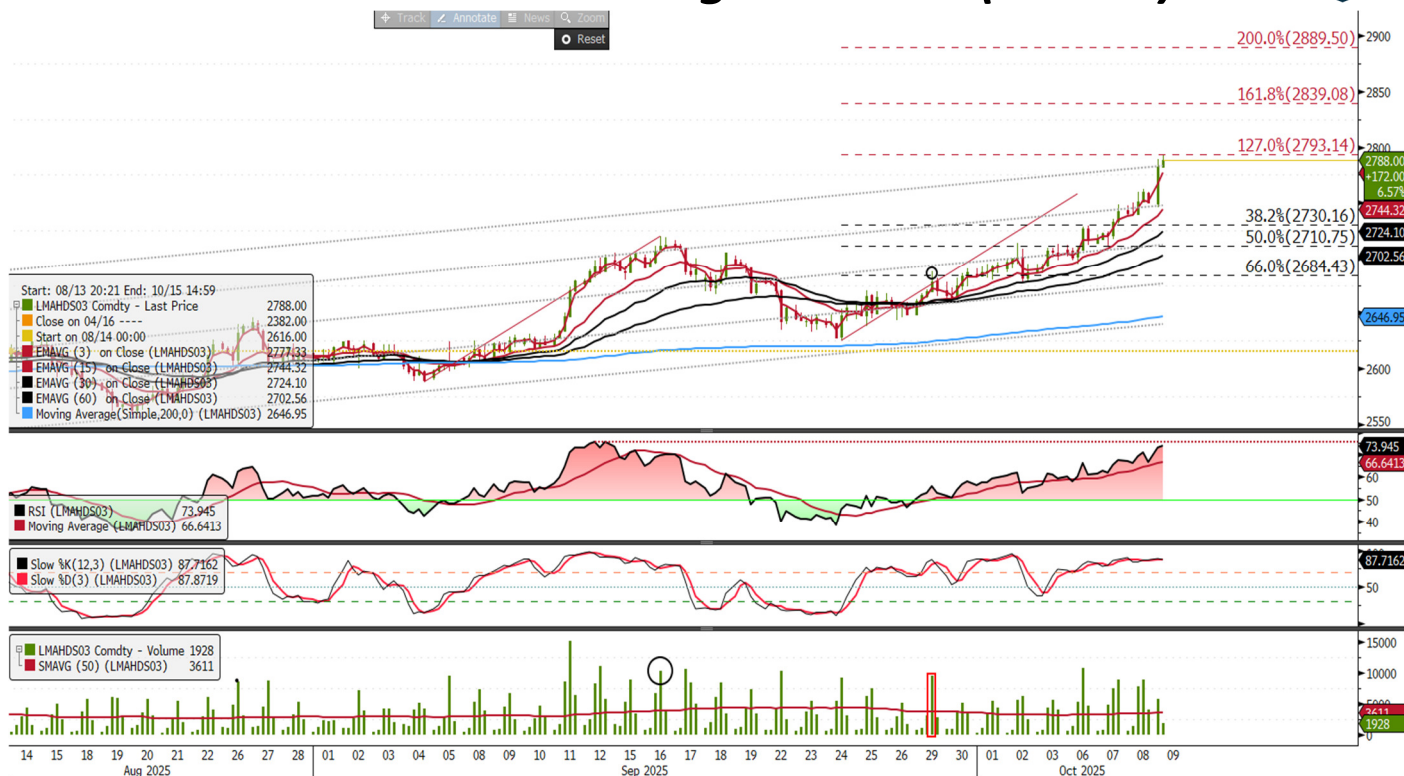 Track Annotate News Zoom
Reset
200.0%(2889.50)
161.8%(2839.08)
127.0%(2793.14)
38.2%(2730.16)
50.0%(2710.75)
66.0%(2684.43)
2900
2850
2800
2788.00
+172.00
6.57%
2744.32
2724.10
2702.56
2646.95
2600
2550
Start: 08/13 20:21 End: 10/15 14:59
LMAHDS03 Comdty - Last Price 2788.00
Close on 04/16 ---- 2382.00
Start on 08/14 00:00 2616.00
EMAVG (3) on Close (LMAHDS03) 2777.33
EMAVG (15) on Close (LMAHDS03) 2744.32
EMAVG (30) on Close (LMAHDS03) 2724.10
EMAVG (60) on Close (LMAHDS03) 2702.56
Moving Average(Simple,200,0) (LMAHDS03) 2646.95
73.945
66.6413
60
50
40
RSI (LMAHDS03) 73.945
Moving Average (LMAHDS03) 66.6413
Slow %K(12,3) (LMAHDS03) 87.7162
Slow %D(3) (LMAHDS03) 87.8719
87.7162
50
LMAHDS03 Comdty - Volume 1928
SMAVG (50) (LMAHDS03) 3611
15000
10000
3611
1928
0
14 15 18 19 20 21 22 26 27 28 01 02 03 04 05 08 09 10 11 12 15 16 17 18 19 22 23 24 25 26 29 30 01 02 03 06 07 08 09
Aug 2025 Sep 2025 Oct 2025